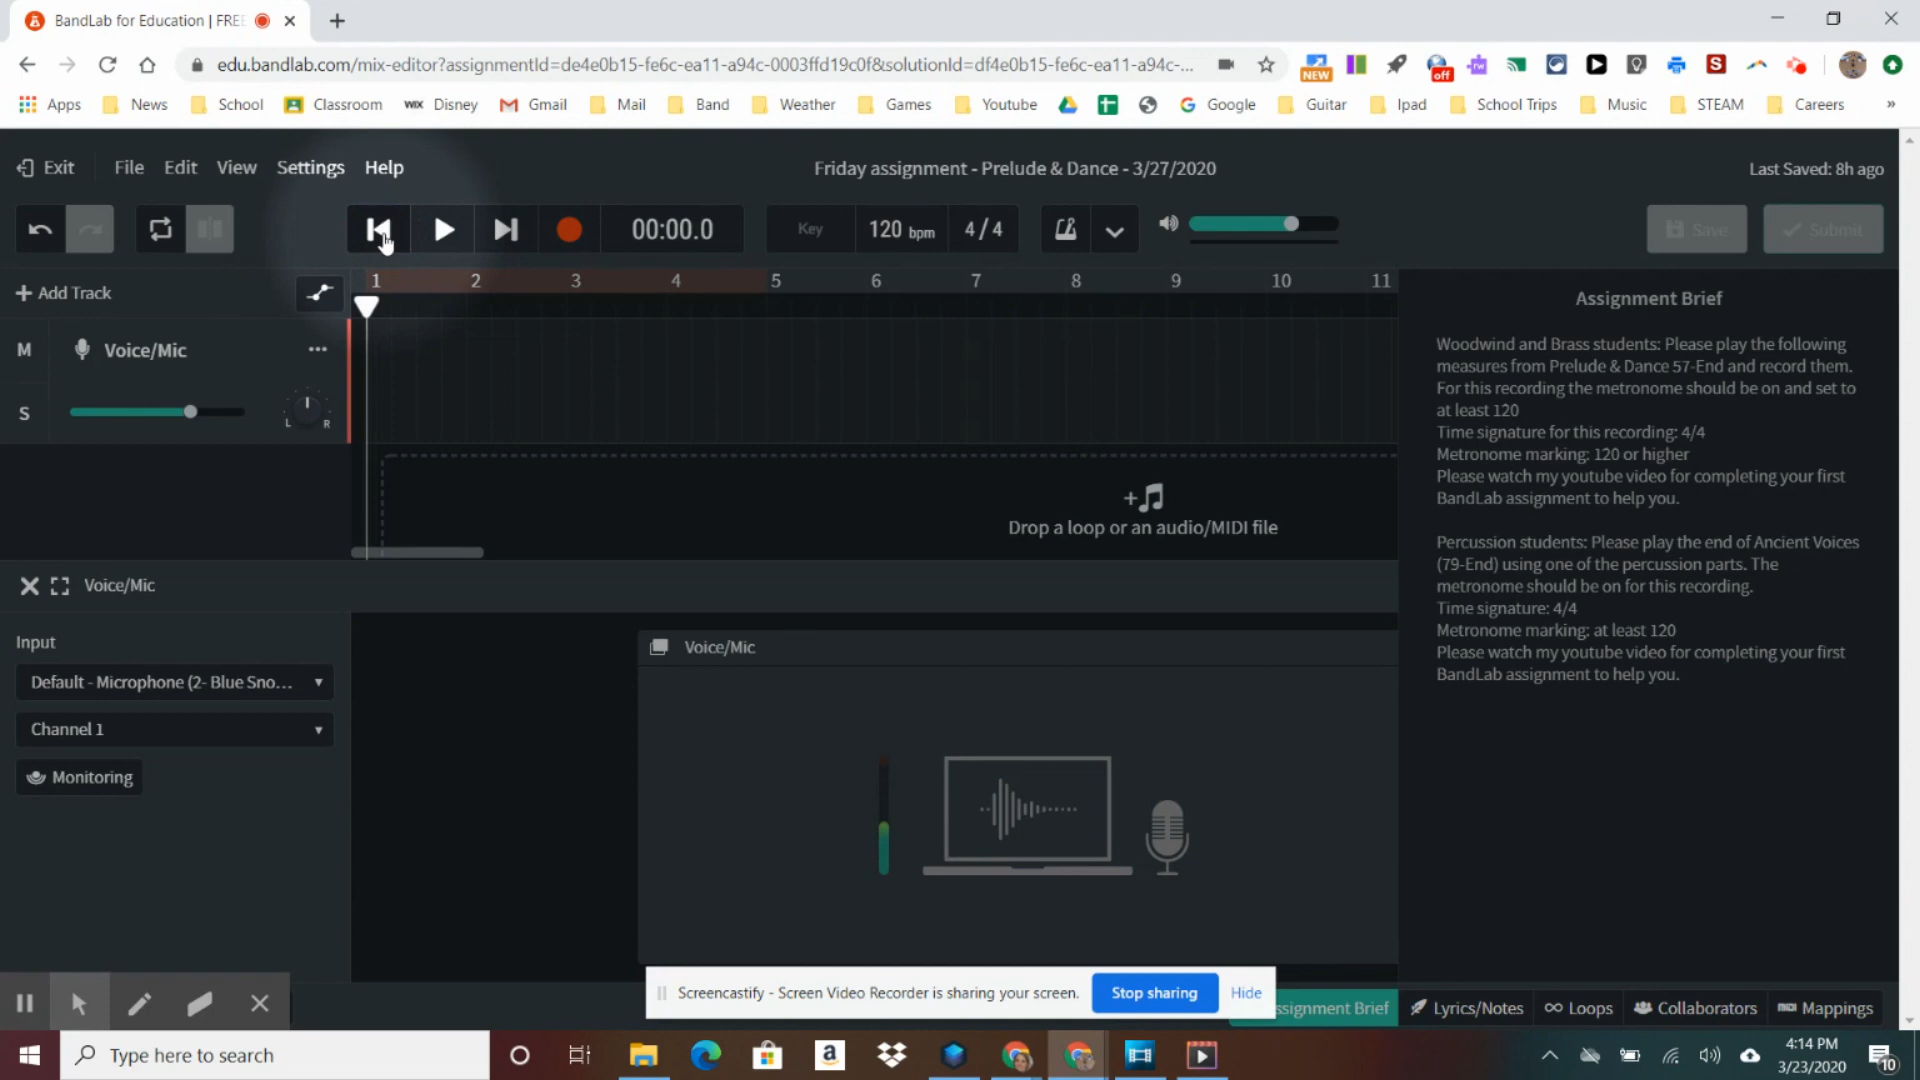 BandLab for Education | FREE
edu.bandlab.com/mix-editor?assignmentId=de4e0b15-fe6c-ea11-a94c-0003ffd19c0f&solutionId=df4e0b15-fe6c-ea11-a94c-...
NEW
off
rw
S
Apps News School Classroom WIX Disney Gmail Mail Band Weather Games Youtube Google Guitar Ipad School Trips Music STEAM Careers »
Exit File Edit View Settings Help
Friday assignment - Prelude & Dance - 3/27/2020
Last Saved: 8h ago
00:00.0 Key 120 bpm 4 / 4
Save Submit
+ Add Track
1 2 3 4 5 6 7 8 9 10 11
M Voice/Mic ...
S L R
+
Drop a loop or an audio/MIDI file
Assignment Brief
Woodwind and Brass students: Please play the following
measures from Prelude & Dance 57-End and record them.
For this recording the metronome should be on and set to
at least 120
Time signature for this recording: 4/4
Metronome marking: 120 or higher
Please watch my youtube video for completing your first
BandLab assignment to help you.
Percussion students: Please play the end of Ancient Voices
(79-End) using one of the percussion parts. The
metronome should be on for this recording.
Time signature: 4/4
Metronome marking: at least 120
Please watch my youtube video for completing your first
BandLab assignment to help you.
Voice/Mic
Input
Default - Microphone (2- Blue Sno...
Channel 1
Monitoring
Voice/Mic
Screencastify - Screen Video Recorder is sharing your screen. Stop sharing Hide
ssignment Brief Lyrics/Notes Loops Collaborators Mappings
Type here to search
a
4:14 PM
3/23/2020
10